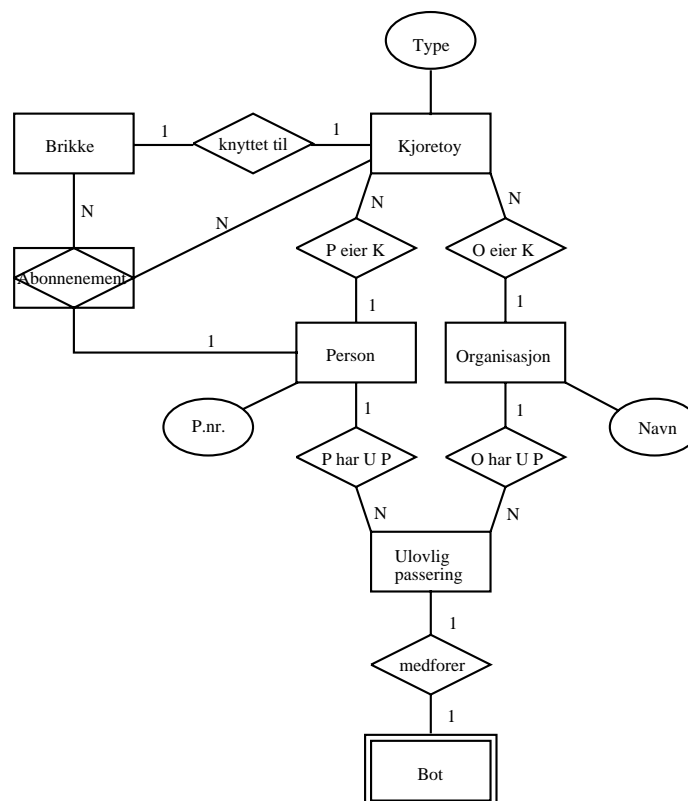 Type
Brikke
1
knyttet til
1
Kjoretoy
N
N
N
N
Abonnenement
P eier K
O eier K
1
1
1
Person
Organisasjon
P.nr.
1
1
Navn
P har U P
O har U P
N
N
Ulovlig
passering
1
medforer
1
Bot